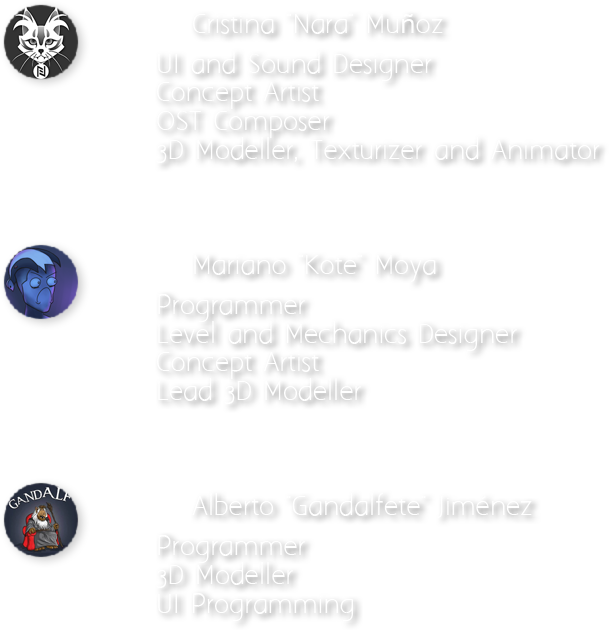 Cristina "Nara" Muñoz
UI and Sound Designer
Concept Artist
OST Composer
3D Modeller, Texturizer and Animator
Mariano "Kote" Moya
Programmer
Level and Mechanics Designer
Concept Artist
Lead 3D Modeller
GANDALF
Alberto "Gandalfete" Jiménez
Programmer
3D Modeller
UI Programming